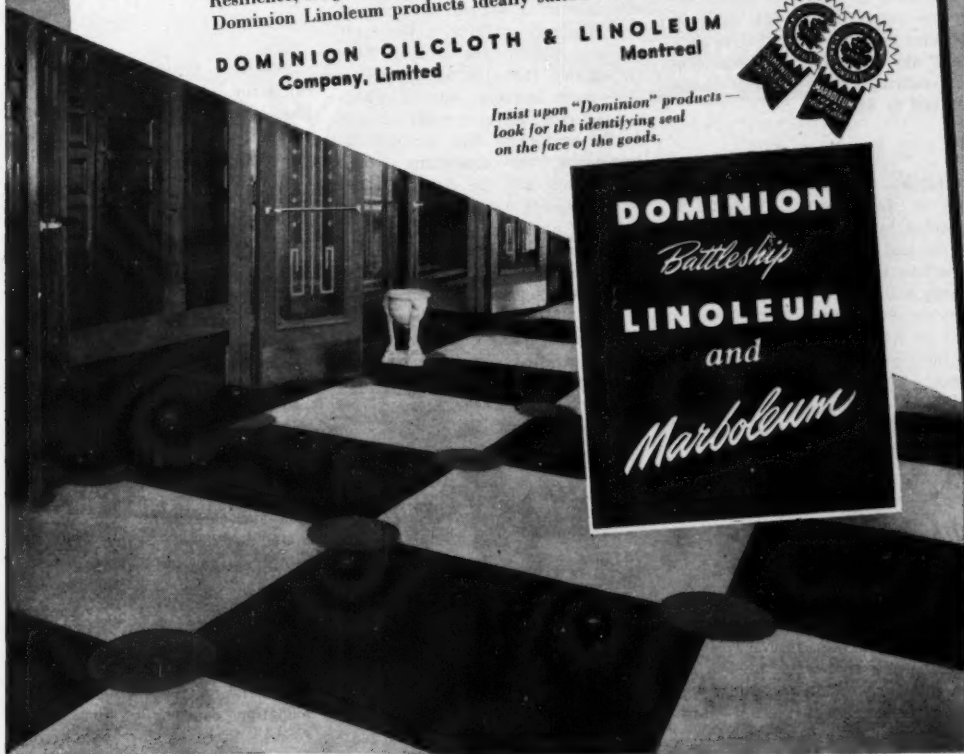 Dominion Linoleum products ideally
DOMINION OILCLOTH & LINOLEUM
Company, Limited Montreal
Insist upon "Dominion" products —
look for the identifying seal
on the face of the goods.
DOMINION
Battleship
LINOLEUM
and
Marboleum
MARBOLEUM